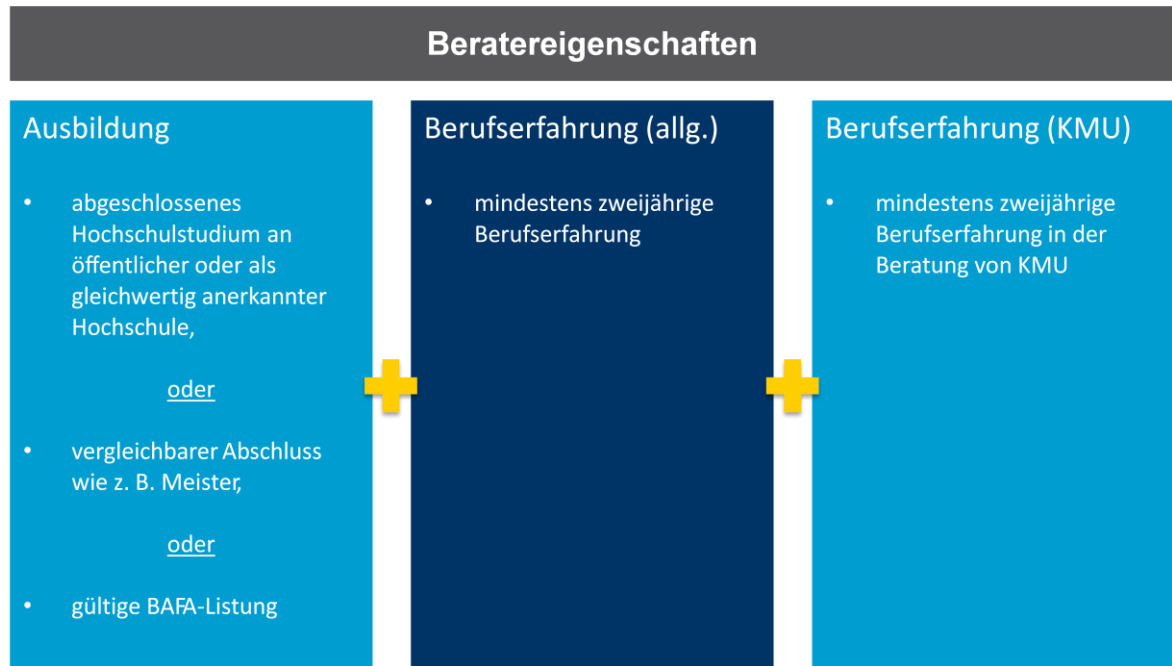 Beratereigenschaften
Ausbildung
• abgeschlossenes
Hochschulstudium an
öffentlicher oder als
gleichwertig anerkannter
Hochschule,
oder
• vergleichbarer Abschluss
wie z. B. Meister,
oder
• gültige BAFA-Listung
Berufserfahrung (allg.)
• mindestens zweijährige
Berufserfahrung
Berufserfahrung (KMU)
• mindestens zweijährige
Berufserfahrung in der
Beratung von KMU